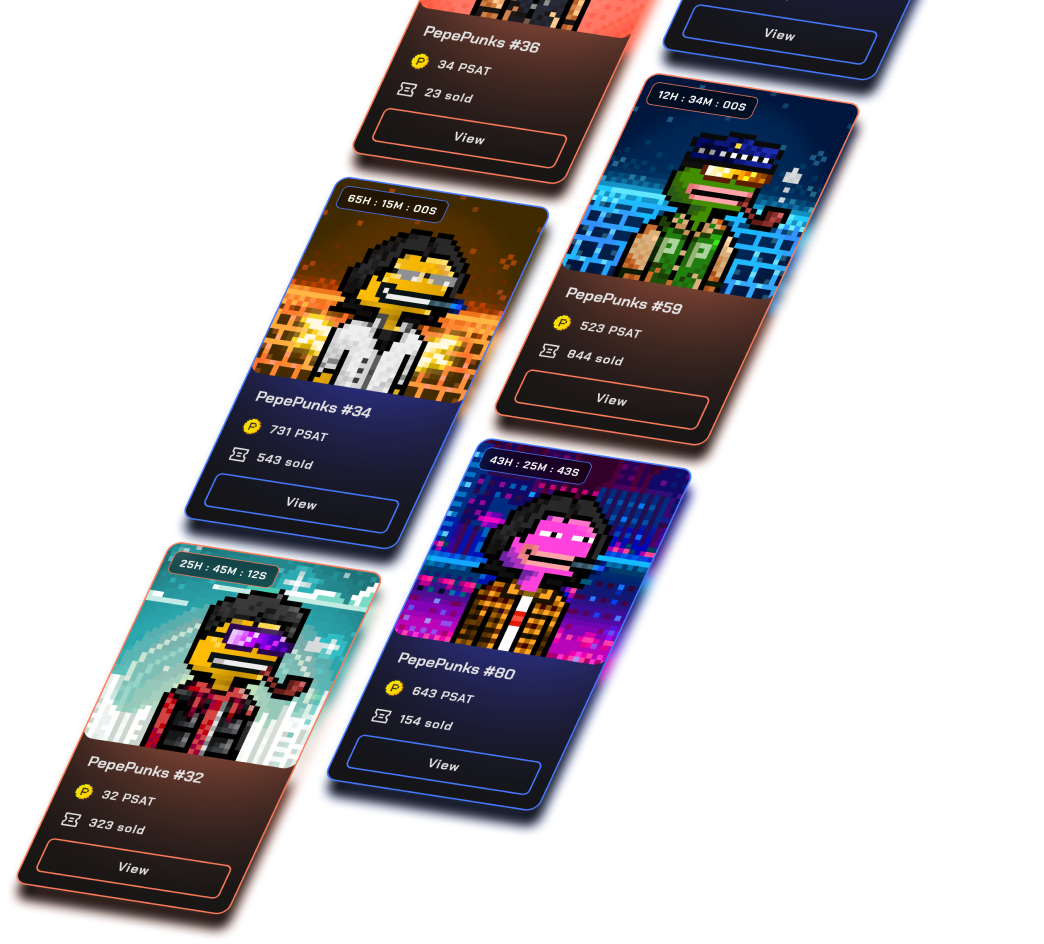 PepePunks #36
34 PSAT
23 sold
View
View
12H : 34M : 00S
PepePunks #59
523 PSAT
844 sold
View
65H : 15M : 00S
PepePunks #34
731 PSAT
543 sold
View
43H : 25M : 43S
PepePunks #80
643 PSAT
154 sold
View
25H : 45M : 12S
PepePunks #32
32 PSAT
323 sold
View